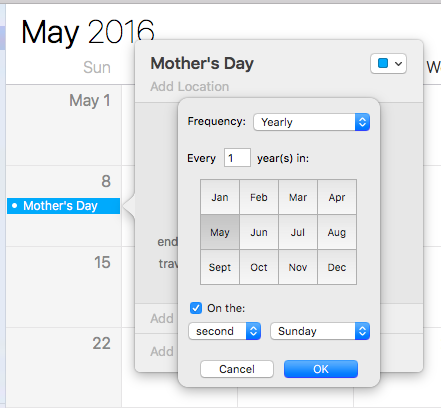 May 2016
Sun
May 1
8
Mother's Day
15
22
Mother's Day
Add Location
Frequency: Yearly
Every 1 year(s) in:
Jan Feb Mar Apr
May Jun Jul Aug
Sept Oct Nov Dec
On the:
second Sunday
Cancel OK
end
Add
Add